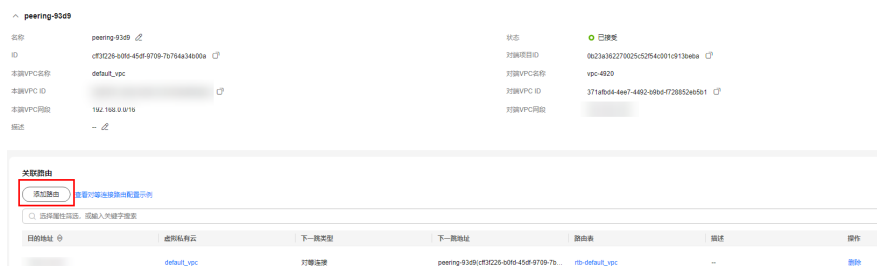 peering-93d9
名称 peering-93d9 状态 已接受
ID cff3f226-b0fd-45df-9709-7b764a34b00a 对端项目ID 0b23a362270025c52f54c001c913beba
本端VPC名称 default_vpc 对端VPC名称 vpc-4920
本端VPC ID 对端VPC ID 371afbd4-4ee7-4492-b9bd-f728852eb5b1
本端VPC网段 192.168.0.0/16 对端VPC网段
描述 --
关联路由
添加路由 查看对等连接路由配置示例
选择属性筛选，或输入关键字搜索
目的地址 虚拟私有云 下一跳类型 下一跳地址 路由表 描述 操作
default_vpc 对等连接 peering-93d9(cff3f226-b0fd-45df-9709-7b... rtb-default_vpc -- 删除